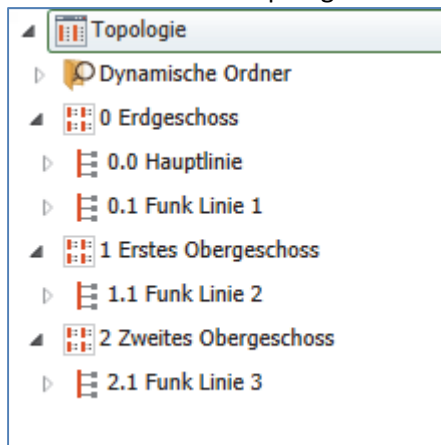 Topologie
Dynamische Ordner
0 Erdgeschoss
0.0 Hauptlinie
0.1 Funk Linie 1
1 Erstes Obergeschoss
1.1 Funk Linie 2
2 Zweites Obergeschoss
2.1 Funk Linie 3